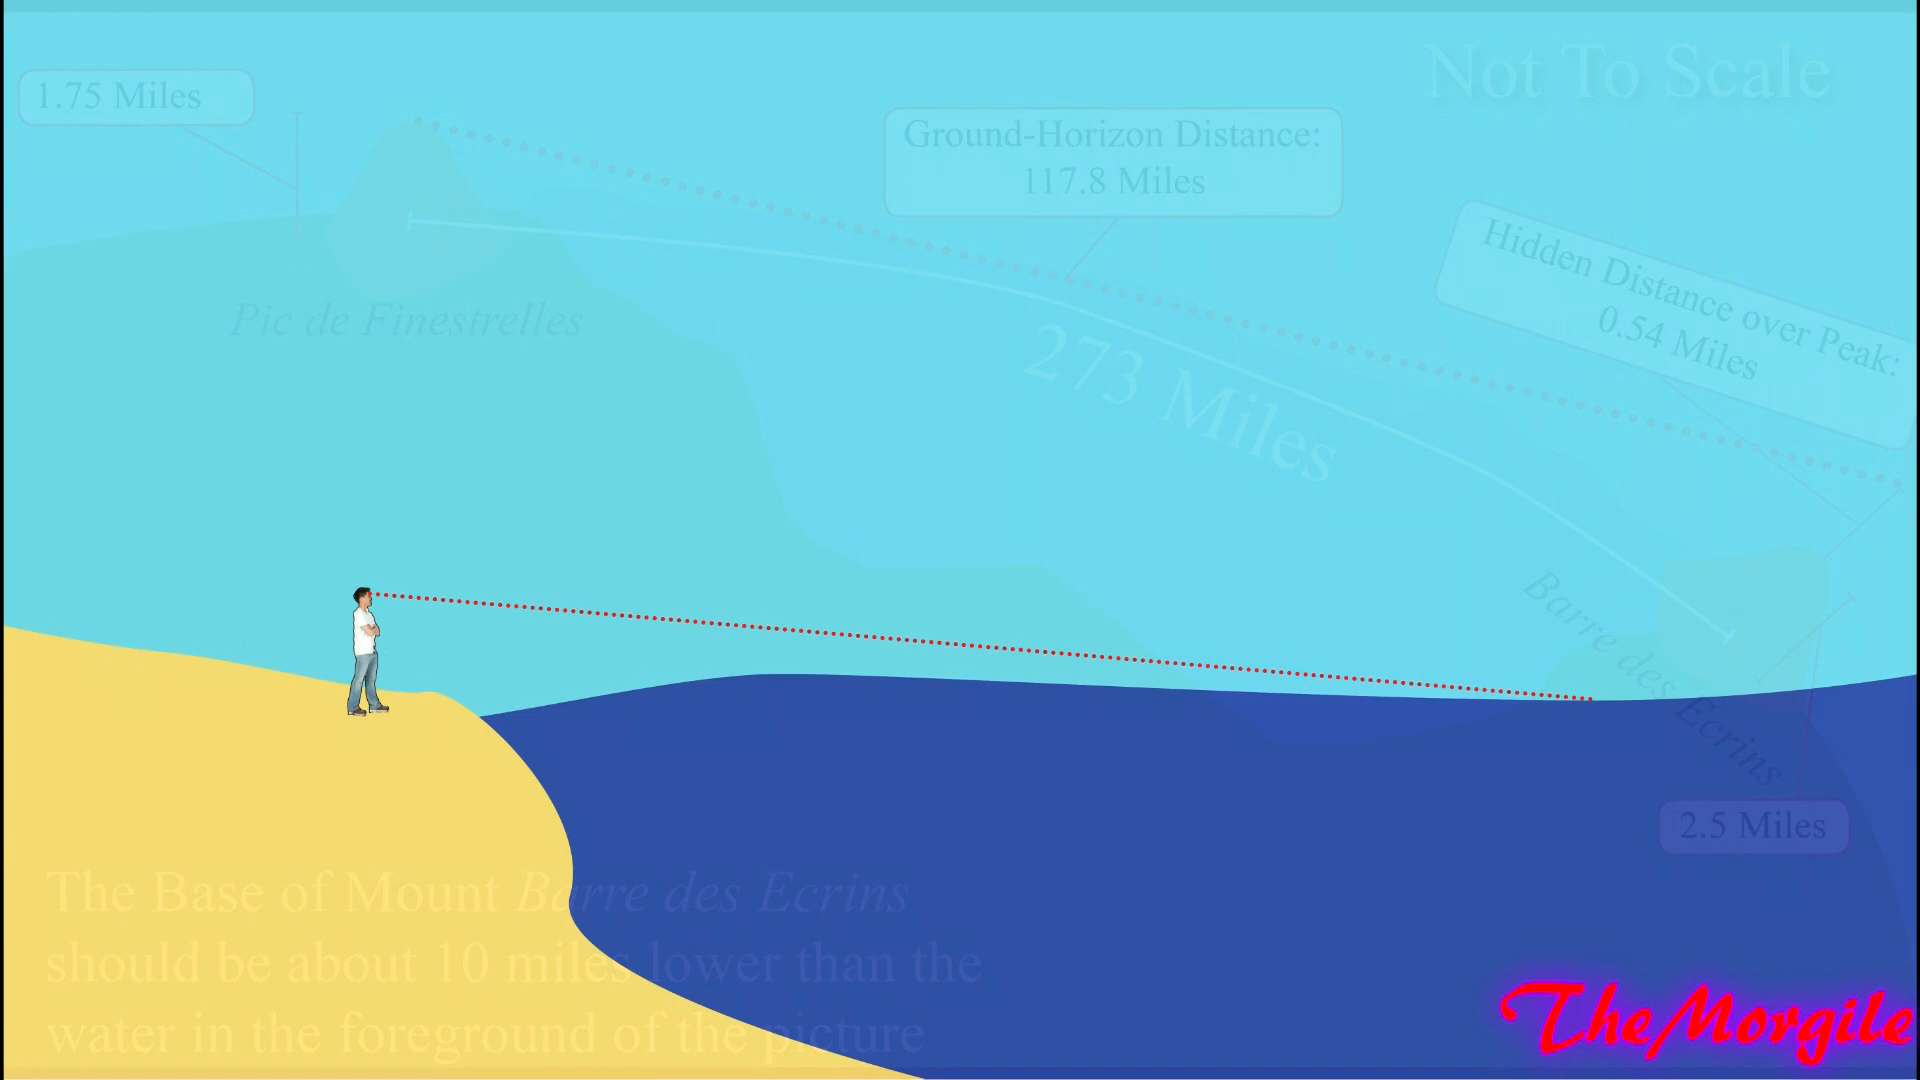 Not To Scale
1.75 Miles
Ground-Horizon Distance:
117.8 Miles
Hidden Distance over Peak:
0.54 Miles
Pic de Finestrelles
273 Miles
Barre des Ecrins
2.5 Miles
The Base of Mount Barre des Ecrins
should be about 10 miles lower than the
water in the foreground of the picture
TheMorgile